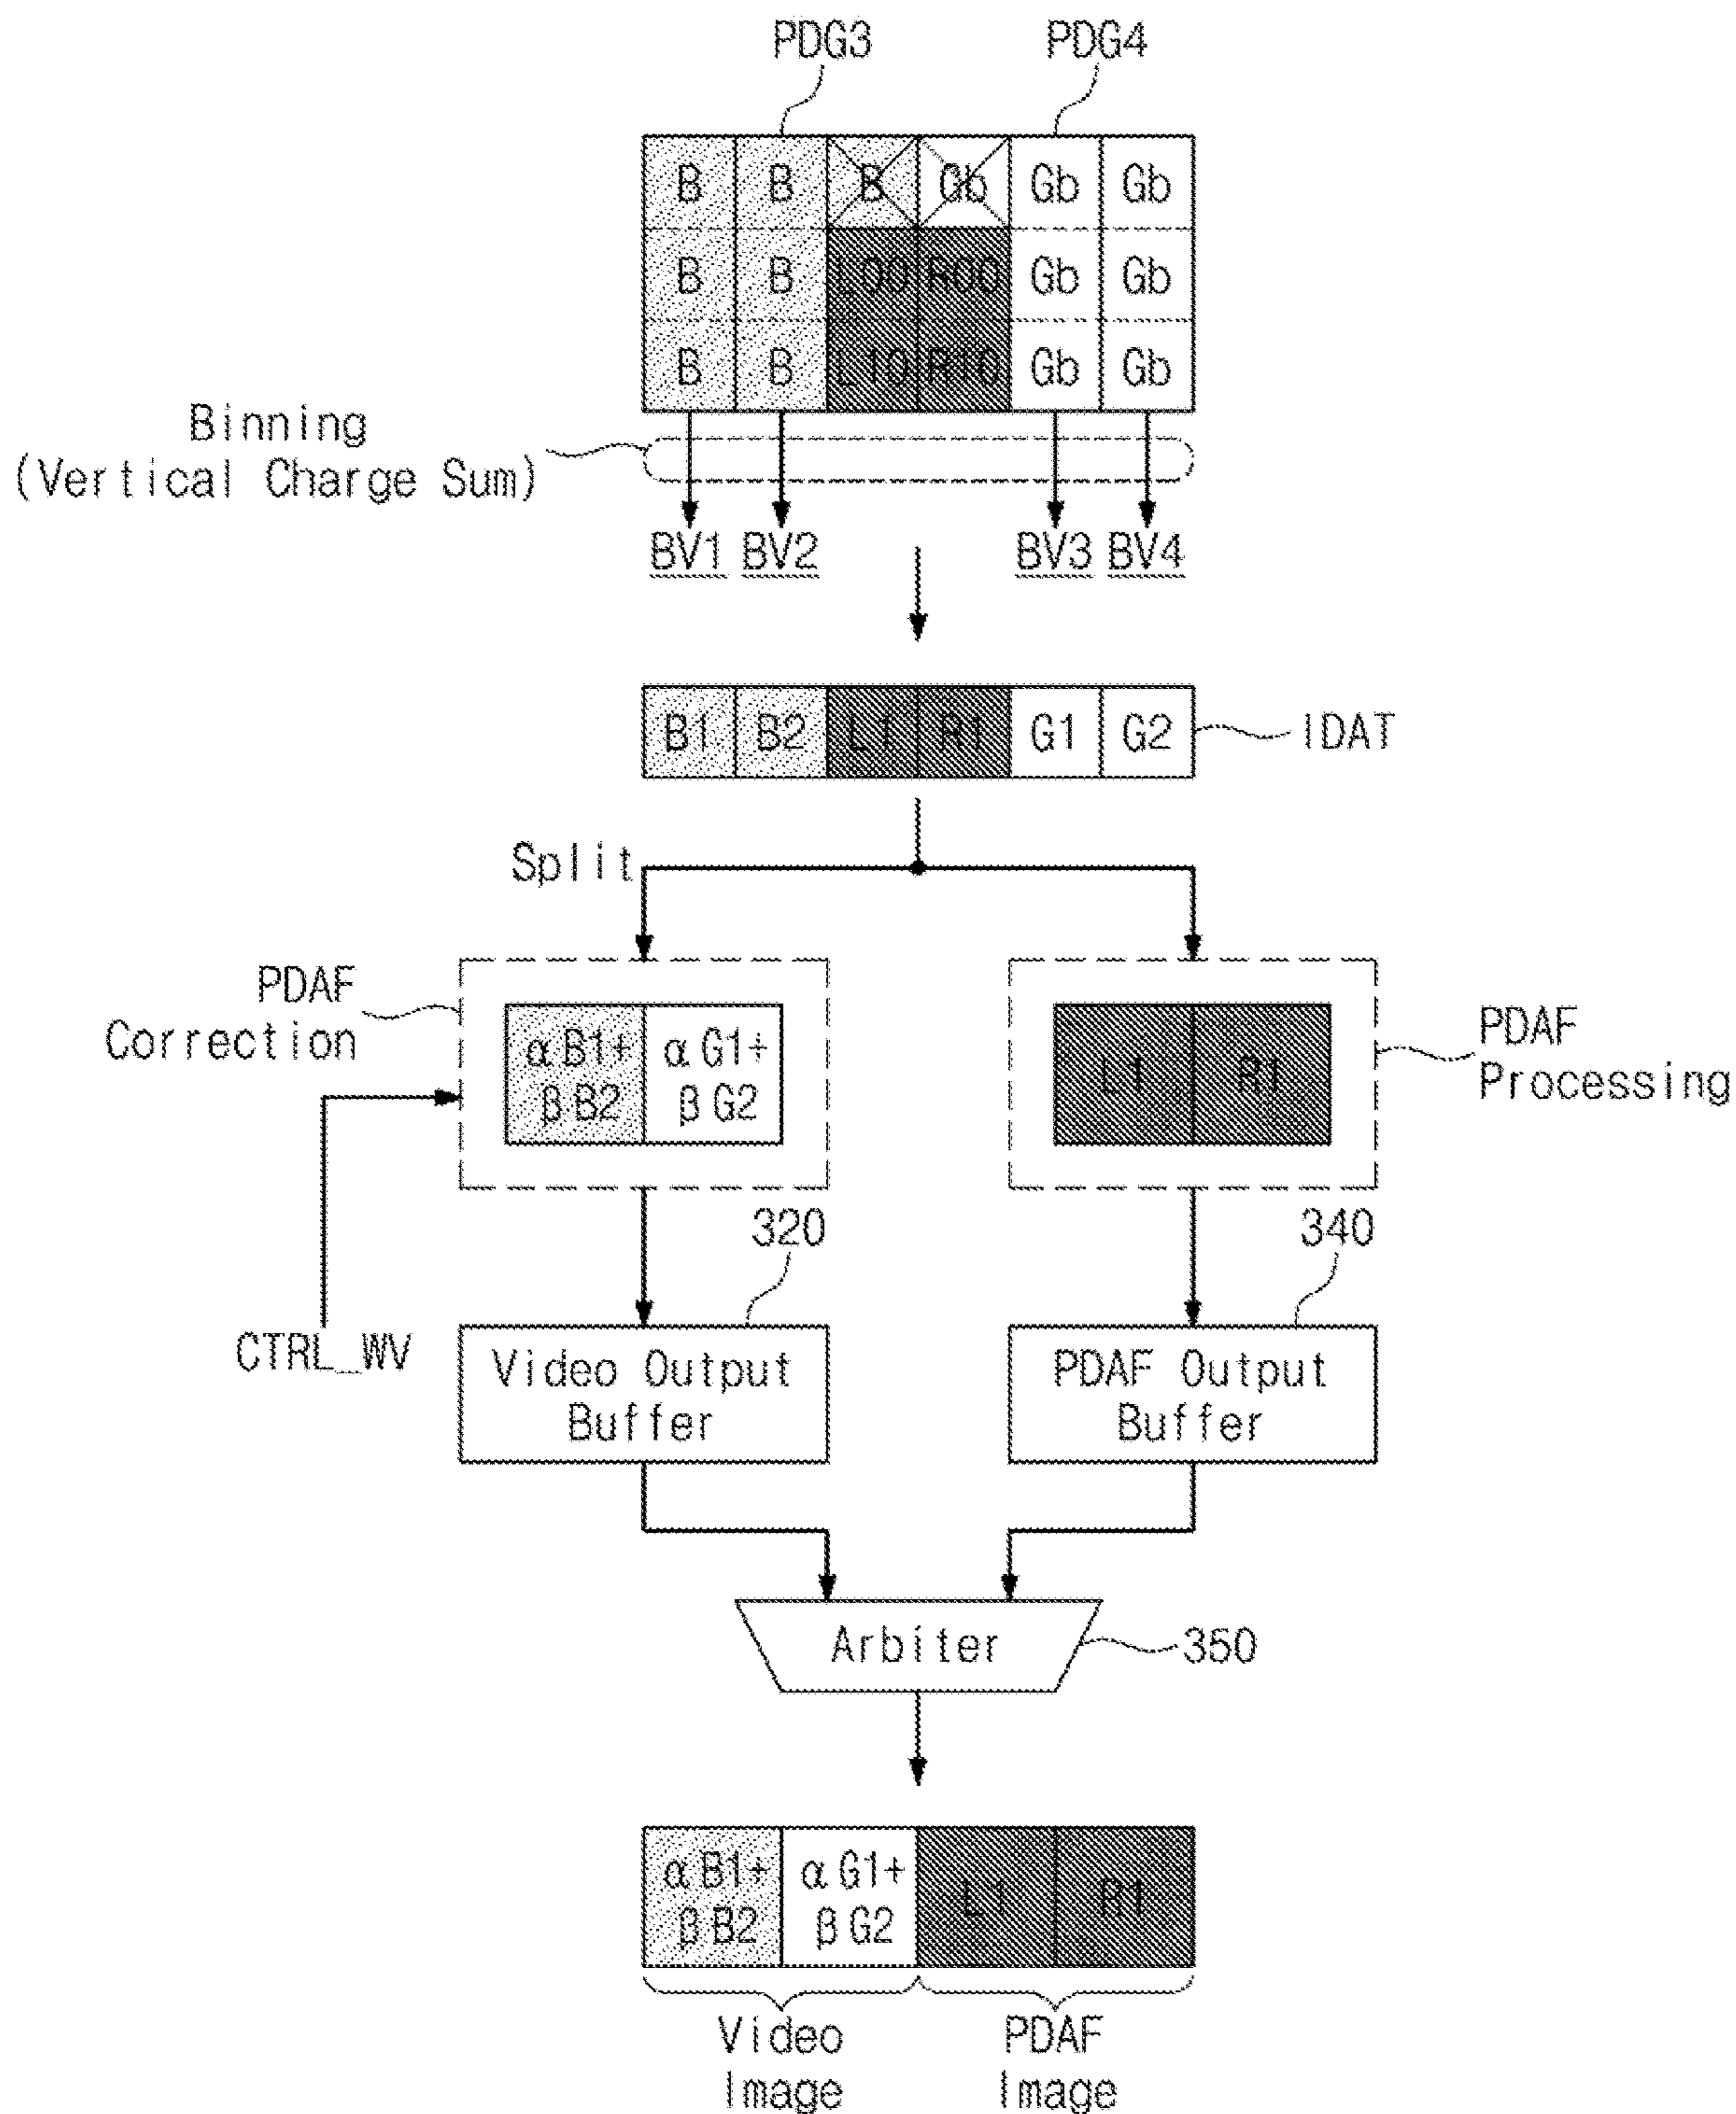 PDG3 PDG4
B B B Gb Gb Gb
B B L00 R00 Gb Gb
B B L10 R10 Gb Gb
Binning
(Vertical Charge Sum)
BV1 BV2 BV3 BV4
B1 B2 L1 R1 G1 G2 IDAT
Split
PDAF
Correction
αB1+
βB2
αG1+
βG2
L1 R1
PDAF
Processing
320 340
CTRL_WV
Video Output
Buffer
PDAF Output
Buffer
Arbiter 350
αB1+
βB2
αG1+
βG2
L1 R1
Video
Image
PDAF
Image